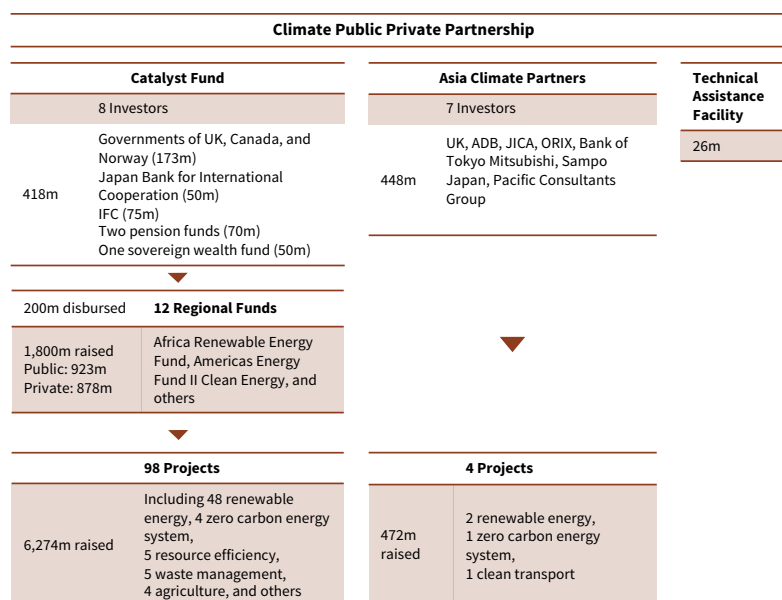 Climate Public Private Partnership
Catalyst Fund
8 Investors
418m
Governments of UK, Canada, and
Norway (173m)
Japan Bank for International
Cooperation (50m)
IFC (75m)
Two pension funds (70m)
One sovereign wealth fund (50m)
200m disbursed
12 Regional Funds
1,800m raised
Public: 923m
Private: 878m
Africa Renewable Energy
Fund, Americas Energy
Fund II Clean Energy, and
others
98 Projects
6,274m raised
Including 48 renewable
energy, 4 zero carbon energy
system,
5 resource efficiency,
5 waste management,
4 agriculture, and others
Asia Climate Partners
7 Investors
448m
UK, ADB, JICA, ORIX, Bank of
Tokyo Mitsubishi, Sampo
Japan, Pacific Consultants
Group
4 Projects
472m
raised
2 renewable energy,
1 zero carbon energy
system,
1 clean transport
Technical
Assistance
Facility
26m